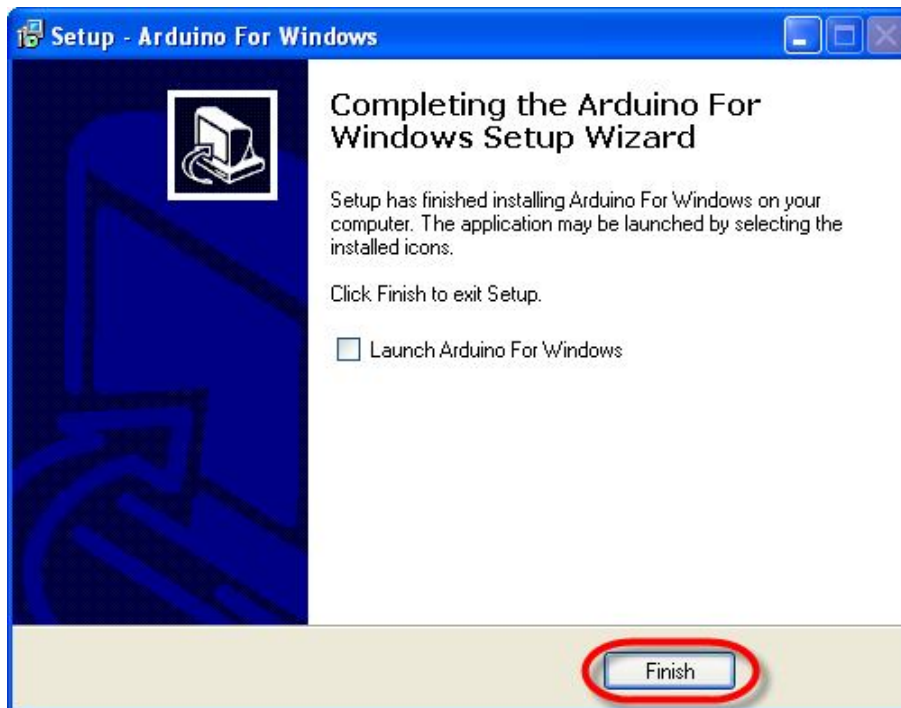 Setup - Arduino For Windows
Completing the Arduino For
Windows Setup Wizard
Setup has finished installing Arduino For Windows on your
computer. The application may be launched by selecting the
installed icons.
Click Finish to exit Setup.
Launch Arduino For Windows
Finish